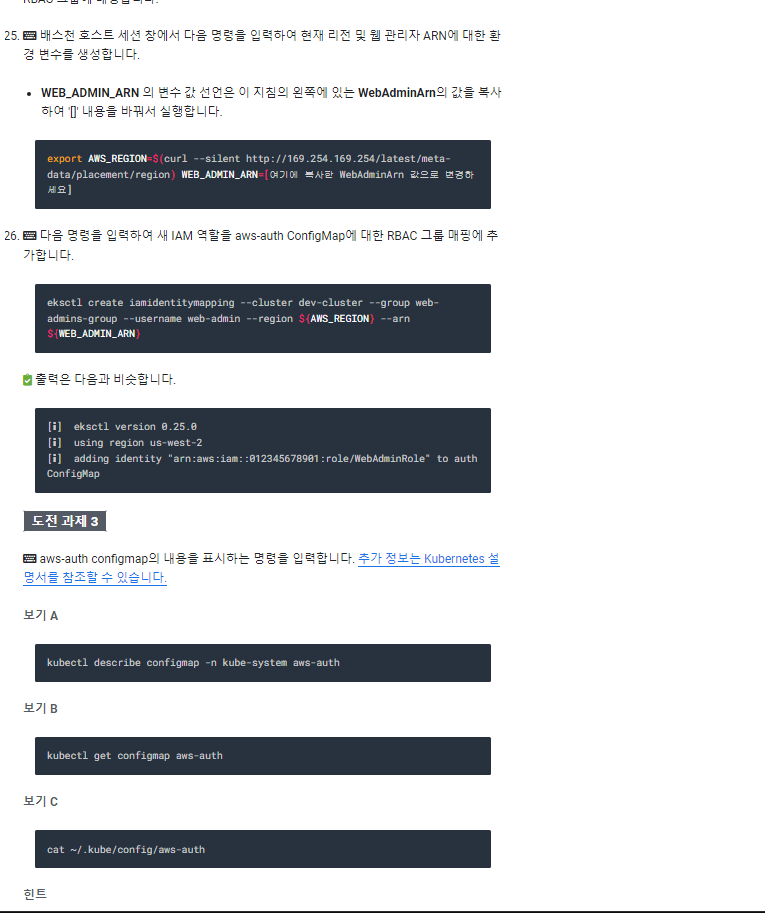 25. 배스천 호스트 세션 창에서 다음 명령을 입력하여 현재 리전 및 웹 관리자 ARN에 대한 환
경 변수를 생성합니다.
• WEB_ADMIN_ARN 의 변수 값 선언은 이 지침의 왼쪽에 있는 WebAdminArn의 값을 복사
하여 '[]' 내용을 바꿔서 실행합니다.
export AWS_REGION=$(curl --silent http://169.254.169.254/latest/meta-
data/placement/region) WEB_ADMIN_ARN=[여기에 복사한 WebAdminArn 값으로 변경하
세요]
26. 다음 명령을 입력하여 새 IAM 역할을 aws-auth ConfigMap에 대한 RBAC 그룹 매핑에 추
가합니다.
eksctl create iamidentitymapping --cluster dev-cluster --group web-
admins-group --username web-admin --region ${AWS_REGION} --arn
${WEB_ADMIN_ARN}
출력은 다음과 비슷합니다.
[i] eksctl version 0.25.0
[i] using region us-west-2
[i] adding identity "arn:aws:iam::012345678901:role/WebAdminRole" to auth
ConfigMap
도전 과제 3
aws-auth configmap의 내용을 표시하는 명령을 입력합니다. 추가 정보는 Kubernetes 설
명서를 참조할 수 있습니다.
보기 A
kubectl describe configmap -n kube-system aws-auth
보기 B
kubectl get configmap aws-auth
보기 C
cat ~/.kube/config/aws-auth
힌트